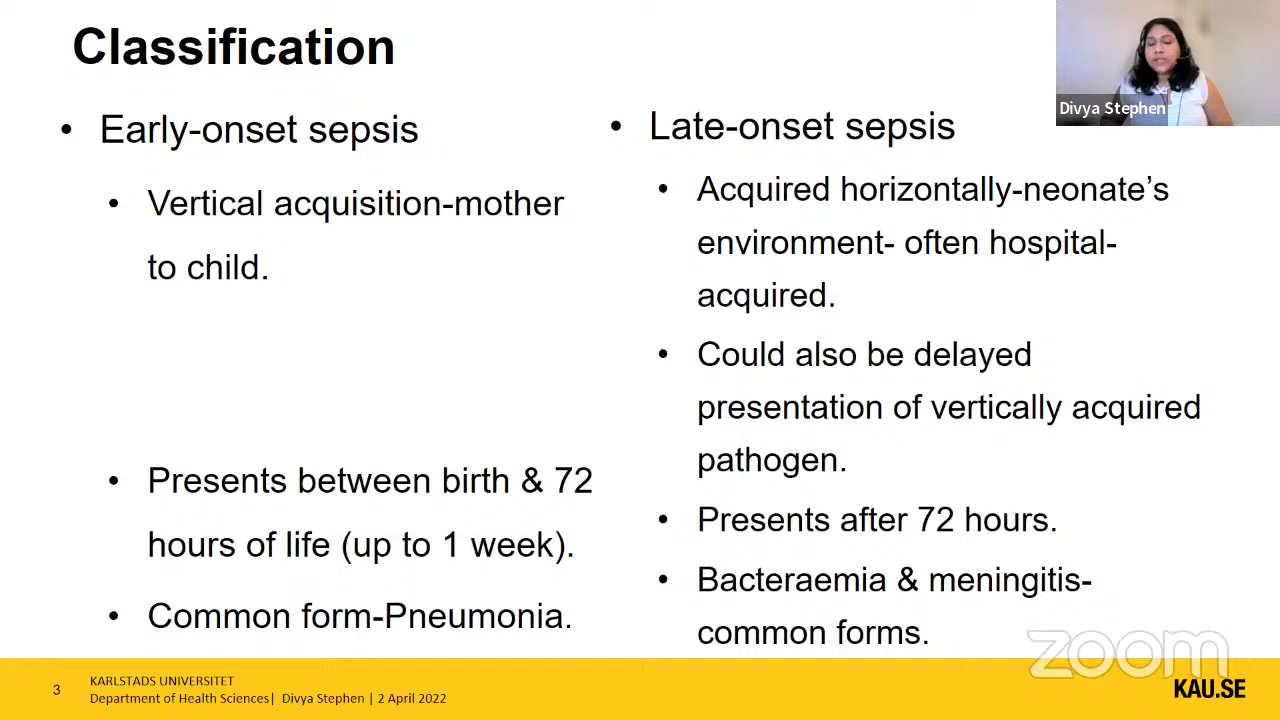 Classification
• Early-onset sepsis
• Vertical acquisition-mother
to child.
• Presents between birth & 72
hours of life (up to 1 week).
• Common form-Pneumonia.
• Late-onset sepsis
• Acquired horizontally-neonate’s
environment- often hospital-
acquired.
• Could also be delayed
presentation of vertically acquired
pathogen.
• Presents after 72 hours.
• Bacteraemia & meningitis-
common forms.
Divya Stephen
zoom
3
KARLSTADS UNIVERSITET
Department of Health Sciences| Divya Stephen | 2 April 2022
KAU.SE